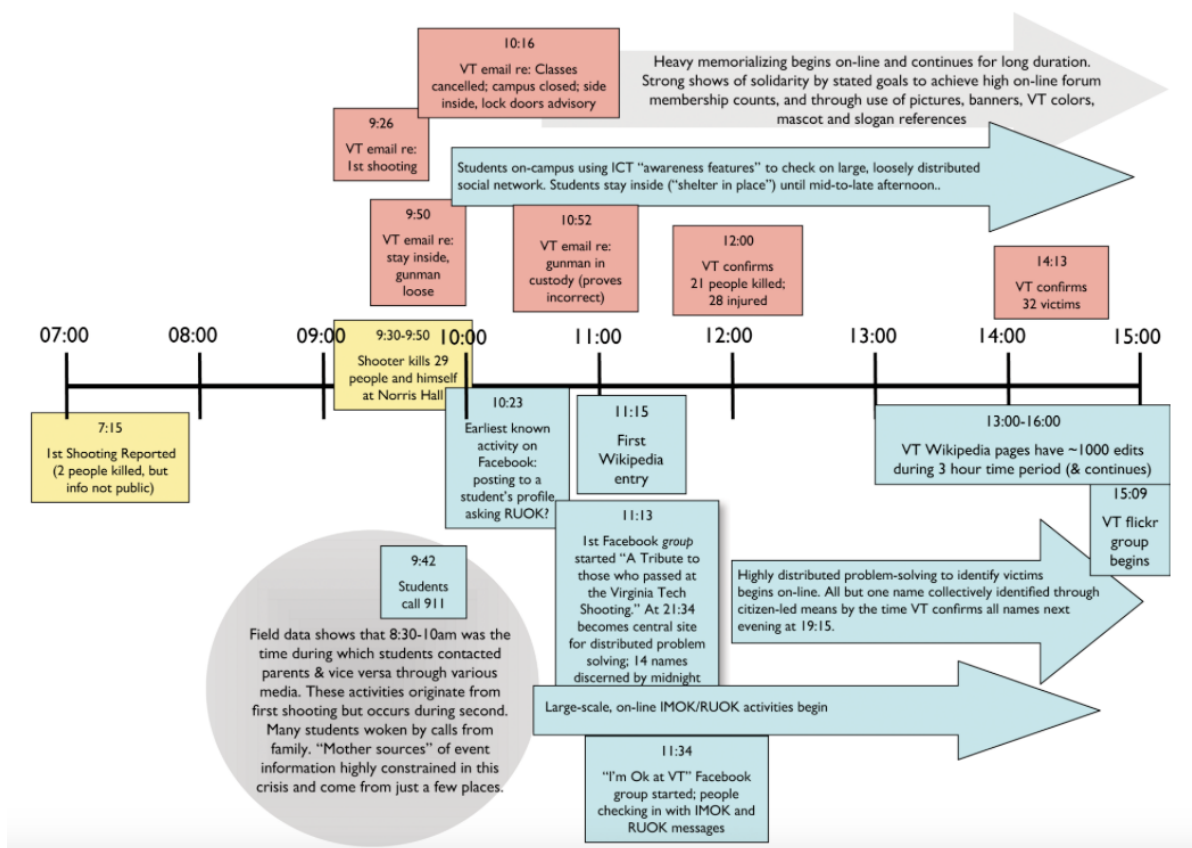 10:16
VT email re: Classes
cancelled; campus closed; side
inside, lock doors advisory
Heavy memorializing begins on-line and continues for long duration.
Strong shows of solidarity by stated goals to achieve high on-line forum
membership counts, and through use of pictures, banners, VT colors,
mascot and slogan references
9:26
VT email re:
1st shooting
Students on-campus using ICT “awareness features” to check on large, loosely distributed
social network. Students stay inside (“shelter in place”) until mid-to-late afternoon..
9:50
VT email re:
stay inside,
gunman
loose
10:52
VT email re:
gunman in
custody (proves
incorrect)
12:00
VT confirms
21 people killed;
28 injured
14:13
VT confirms
32 victims
07:00
08:00
09:00
10:00
11:00
12:00
13:00
14:00
15:00
9:30-9:50
Shooter kills 29
people and himself
at Norris Hall
7:15
1st Shooting Reported
(2 people killed, but
info not public)
10:23
Earliest known
activity on
Facebook:
posting to a
student’s profile
asking RUOK?
11:15
First
Wikipedia
entry
13:00-16:00
VT Wikipedia pages have ~1000 edits
during 3 hour time period (& continues)
15:09
VT flickr
group
begins
11:13
1st Facebook group
started “A Tribute to
those who passed at
the Virginia Tech
Shooting.” At 21:34
becomes central site
for distributed problem
solving; 14 names
discerned by midnight
9:42
Students
call 911
Field data shows that 8:30-10am was the
time during which students contacted
parents & vice versa through various
media. These activities originate from
first shooting but occurs during second.
Many students woken by calls from
family. “Mother sources” of event
information highly constrained in this
crisis and come from just a few places.
Highly distributed problem-solving to identify victims
begins on-line. All but one name collectively identified through
citizen-led means by the time VT confirms all names next
evening at 19:15.
Large-scale, on-line IMOK/RUOK activities begin
11:34
“I’m Ok at VT” Facebook
group started; people
checking in with IMOK and
RUOK messages